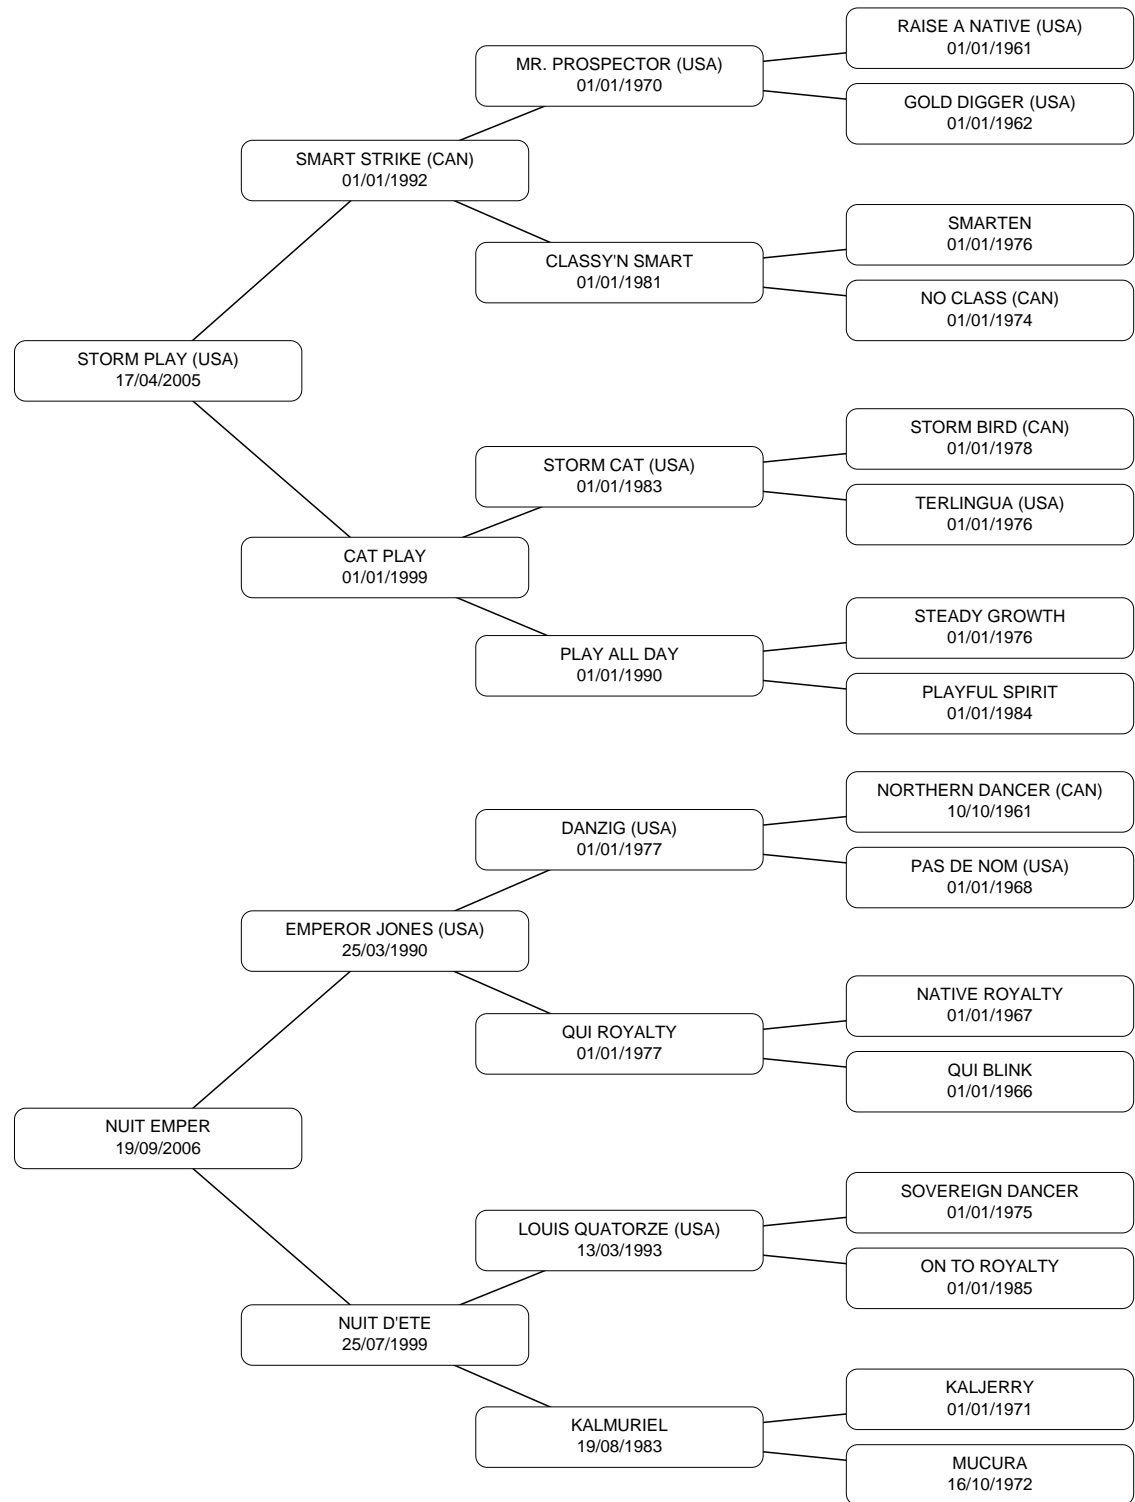 RAISE A NATIVE (USA)
01/01/1961
MR. PROSPECTOR (USA)
01/01/1970
GOLD DIGGER (USA)
01/01/1962
SMART STRIKE (CAN)
01/01/1992
SMARTEN
01/01/1976
CLASSY'N SMART
01/01/1981
NO CLASS (CAN)
01/01/1974
STORM PLAY (USA)
17/04/2005
STORM BIRD (CAN)
01/01/1978
STORM CAT (USA)
01/01/1983
TERLINGUA (USA)
01/01/1976
CAT PLAY
01/01/1999
STEADY GROWTH
01/01/1976
PLAY ALL DAY
01/01/1990
PLAYFUL SPIRIT
01/01/1984
NORTHERN DANCER (CAN)
10/10/1961
DANZIG (USA)
01/01/1977
PAS DE NOM (USA)
01/01/1968
EMPEROR JONES (USA)
25/03/1990
NATIVE ROYALTY
01/01/1967
QUI ROYALTY
01/01/1977
QUI BLINK
01/01/1966
NUIT EMPER
19/09/2006
SOVEREIGN DANCER
01/01/1975
LOUIS QUATORZE (USA)
13/03/1993
ON TO ROYALTY
01/01/1985
NUIT D'ETE
25/07/1999
KALJERRY
01/01/1971
KALMURIEL
19/08/1983
MUCURA
16/10/1972